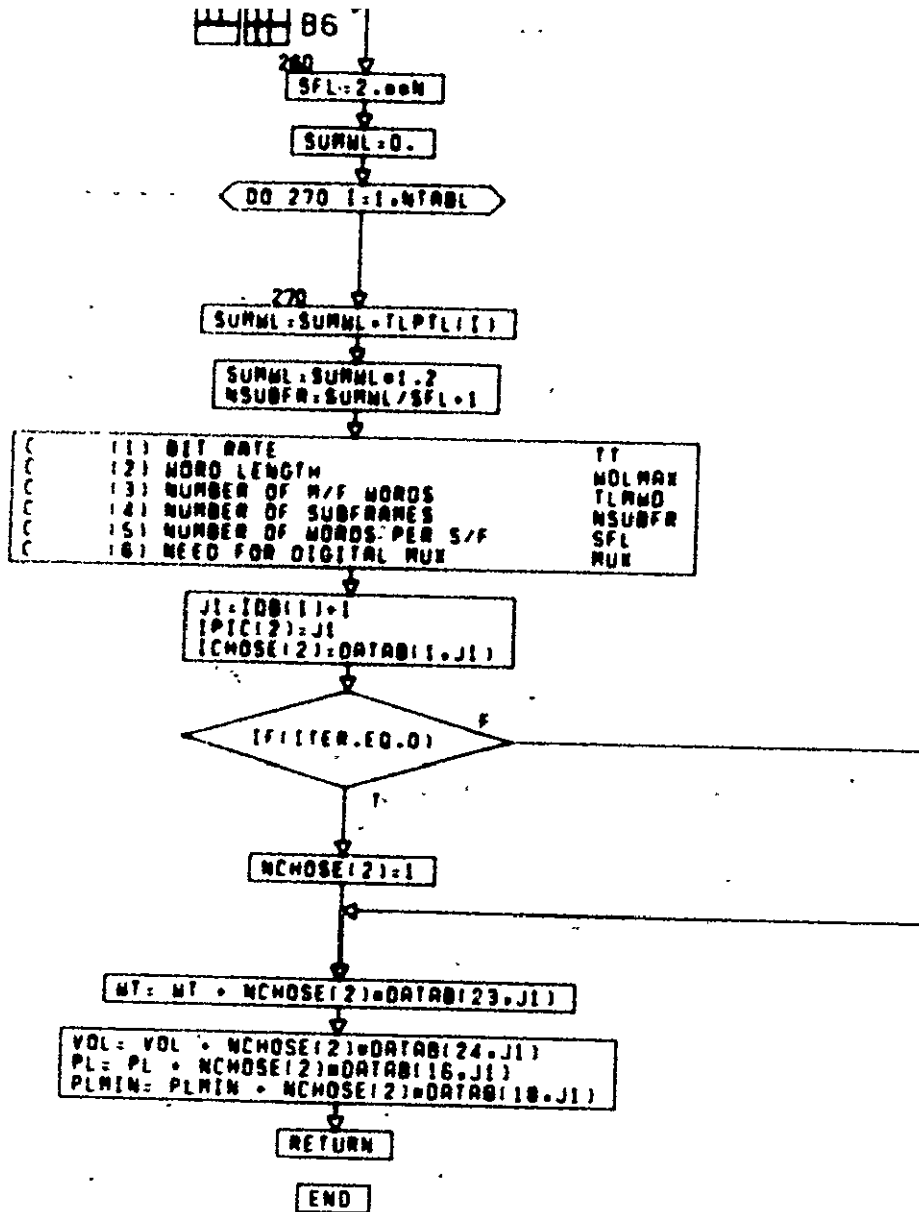 B6
260
SFL=2.**N
SUMWL=0.
DO 270 I=1,NTABL
270
SUMWL=SUMWL+TLPTL(I)
SUMWL=SUMWL*1.2
NSUBFR=SUMWL/SFL+1
C (1) BIT RATE TT
C (2) WORD LENGTH WOLMAX
C (3) NUMBER OF M/F WORDS TLMWD
C (4) NUMBER OF SUBFRAMES NSUBFR
C (5) NUMBER OF WORDS PER S/F SFL
C (6) NEED FOR DIGITAL MUX MUX
J1=IDB(1)+1
IPIC(2)=J1
ICHOSE(2)=DATAB(1,J1)
IF(ITER.EQ.0)
F
T
NCHOSE(2)=1
WT= WT + NCHOSE(2)*DATAB(23,J1)
VOL= VOL + NCHOSE(2)*DATAB(24,J1)
PL= PL + NCHOSE(2)*DATAB(16,J1)
PLMIN= PLMIN + NCHOSE(2)*DATAB(18,J1)
RETURN
END